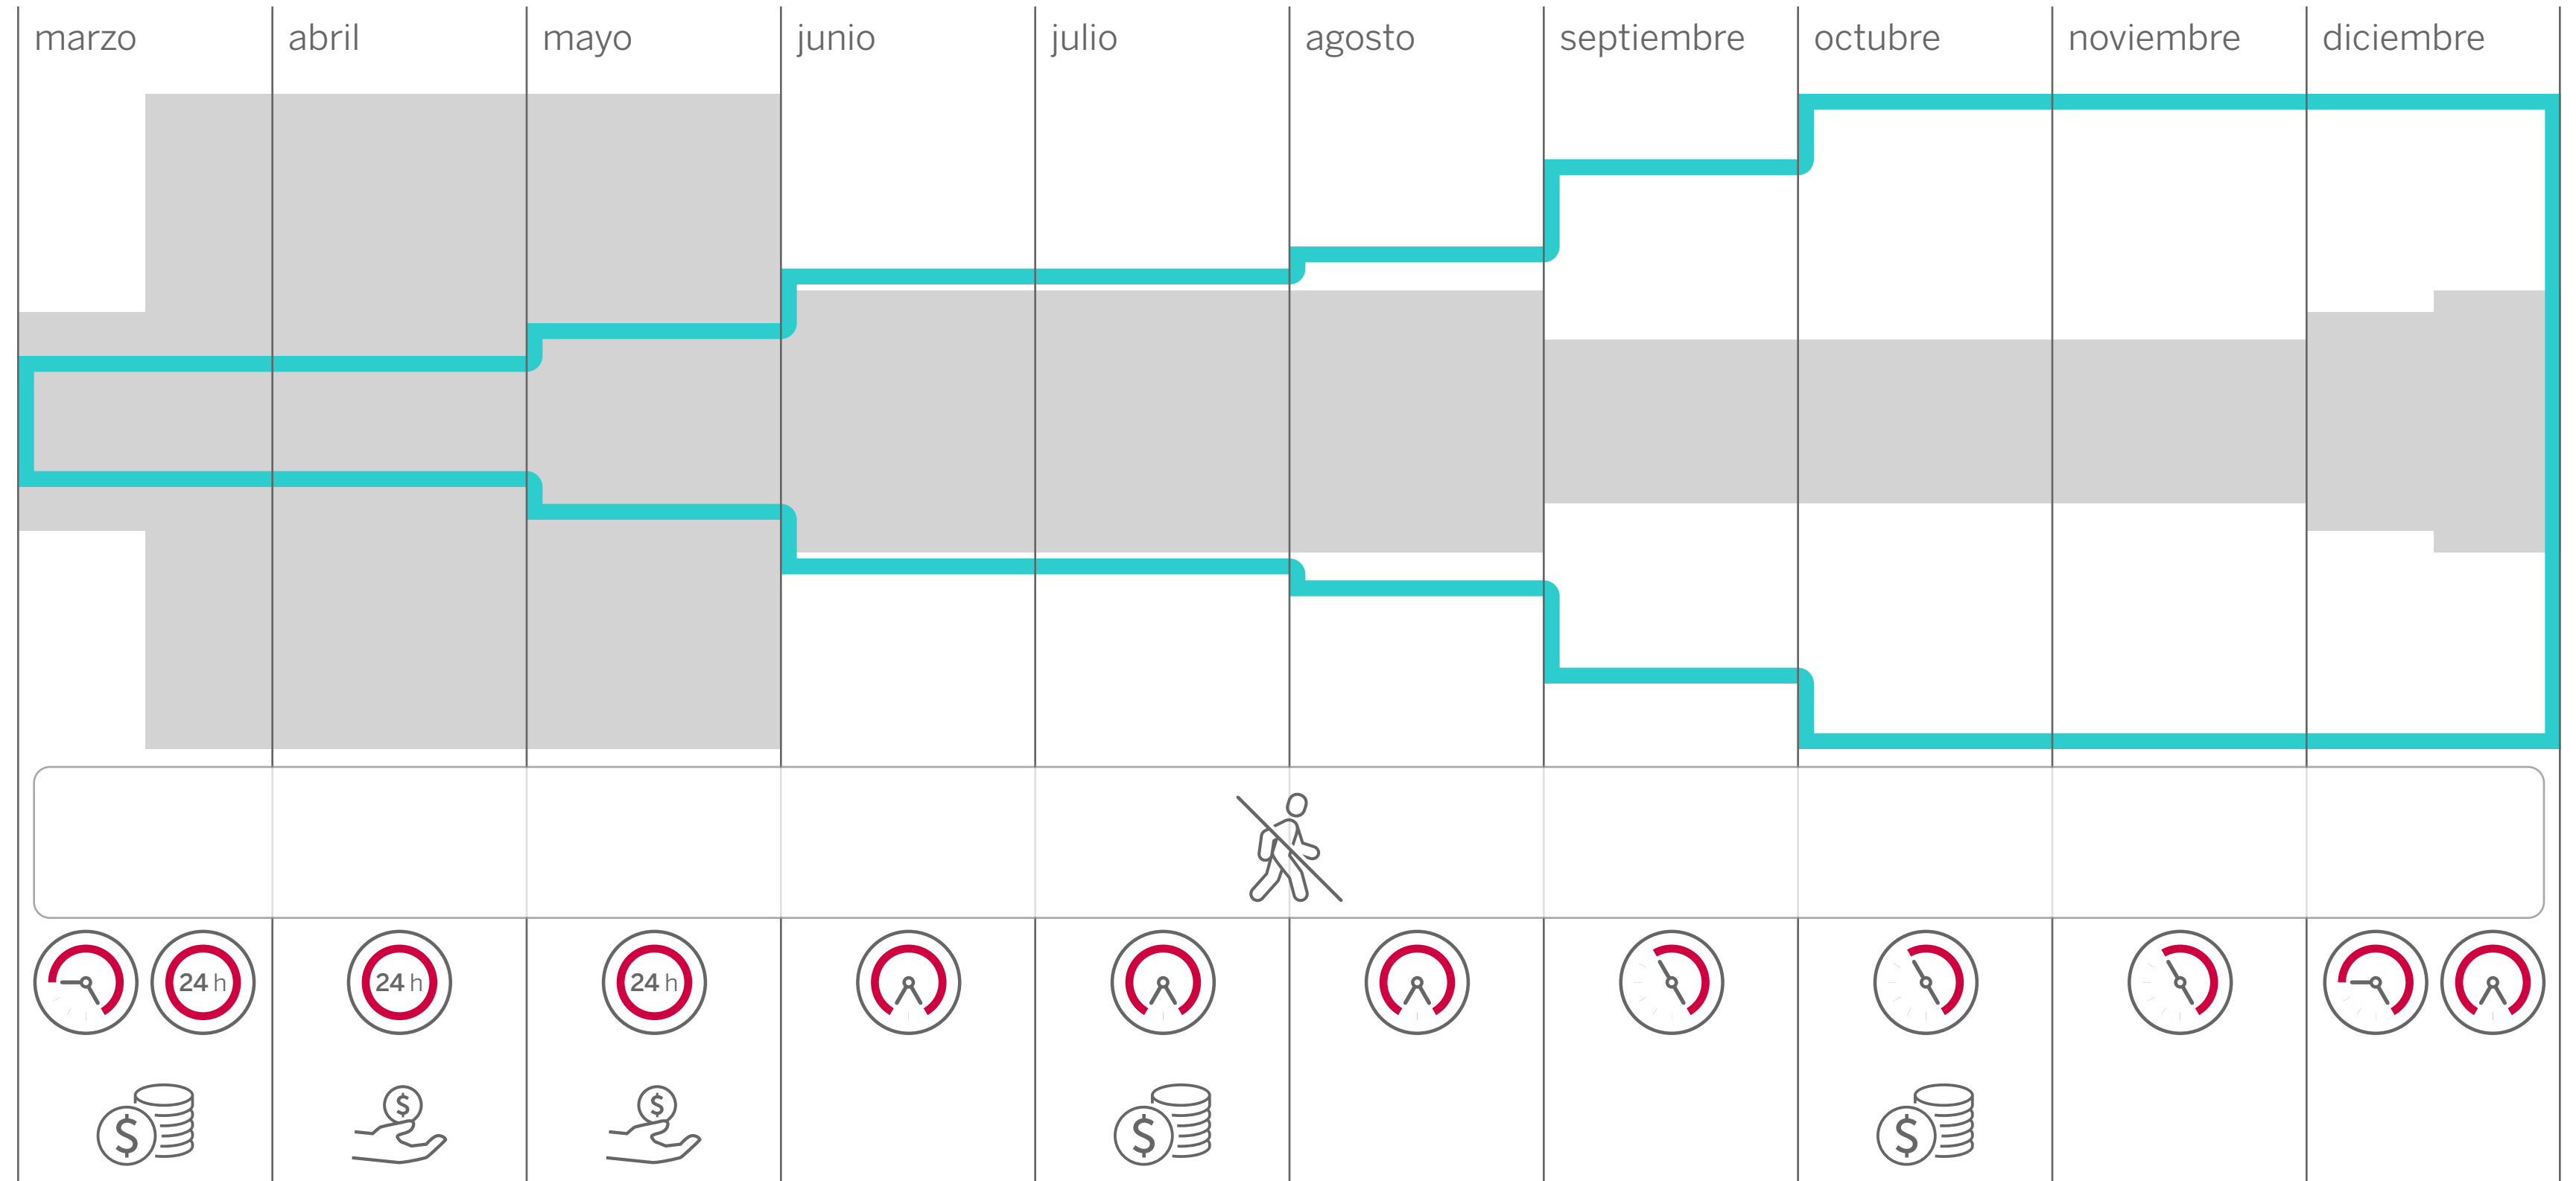 marzo abril mayo junio julio agosto septiembre octubre noviembre diciembre
24 h 24 h 24 h
$ $ $ $ $